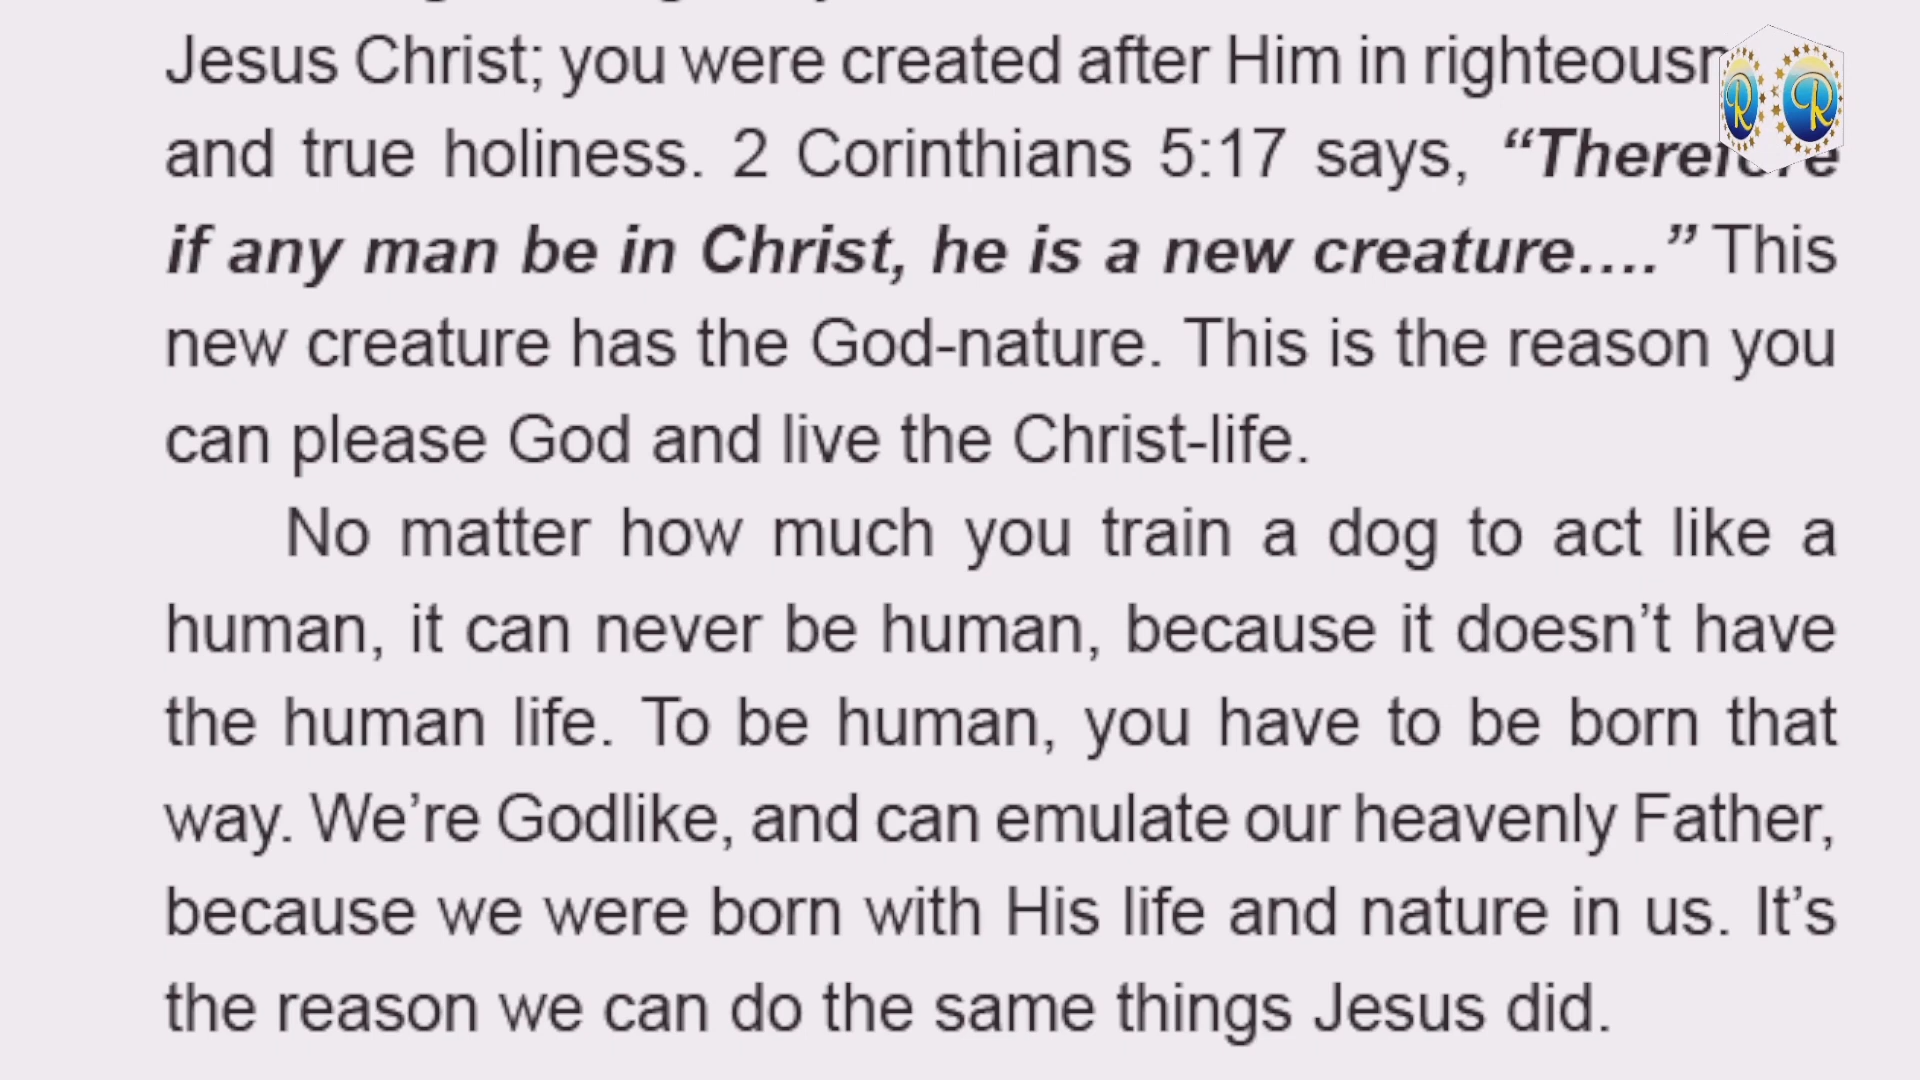 Jesus Christ; you were created after Him in
and true holiness. 2 Corinthians 5:17 says, “Therefore
if any man be in Christ, he is a new creature....” This
new creature has the God-nature. This is the reason you
can please God and live the Christ-life.
No matter how much you train a dog to act like a
human, it can never be human, because it doesn’t have
the human life. To be human, you have to be born that
way. We’re Godlike, and can emulate our heavenly Father,
because we were born with His life and nature in us. It’s
the reason we can do the same things Jesus did.
R R